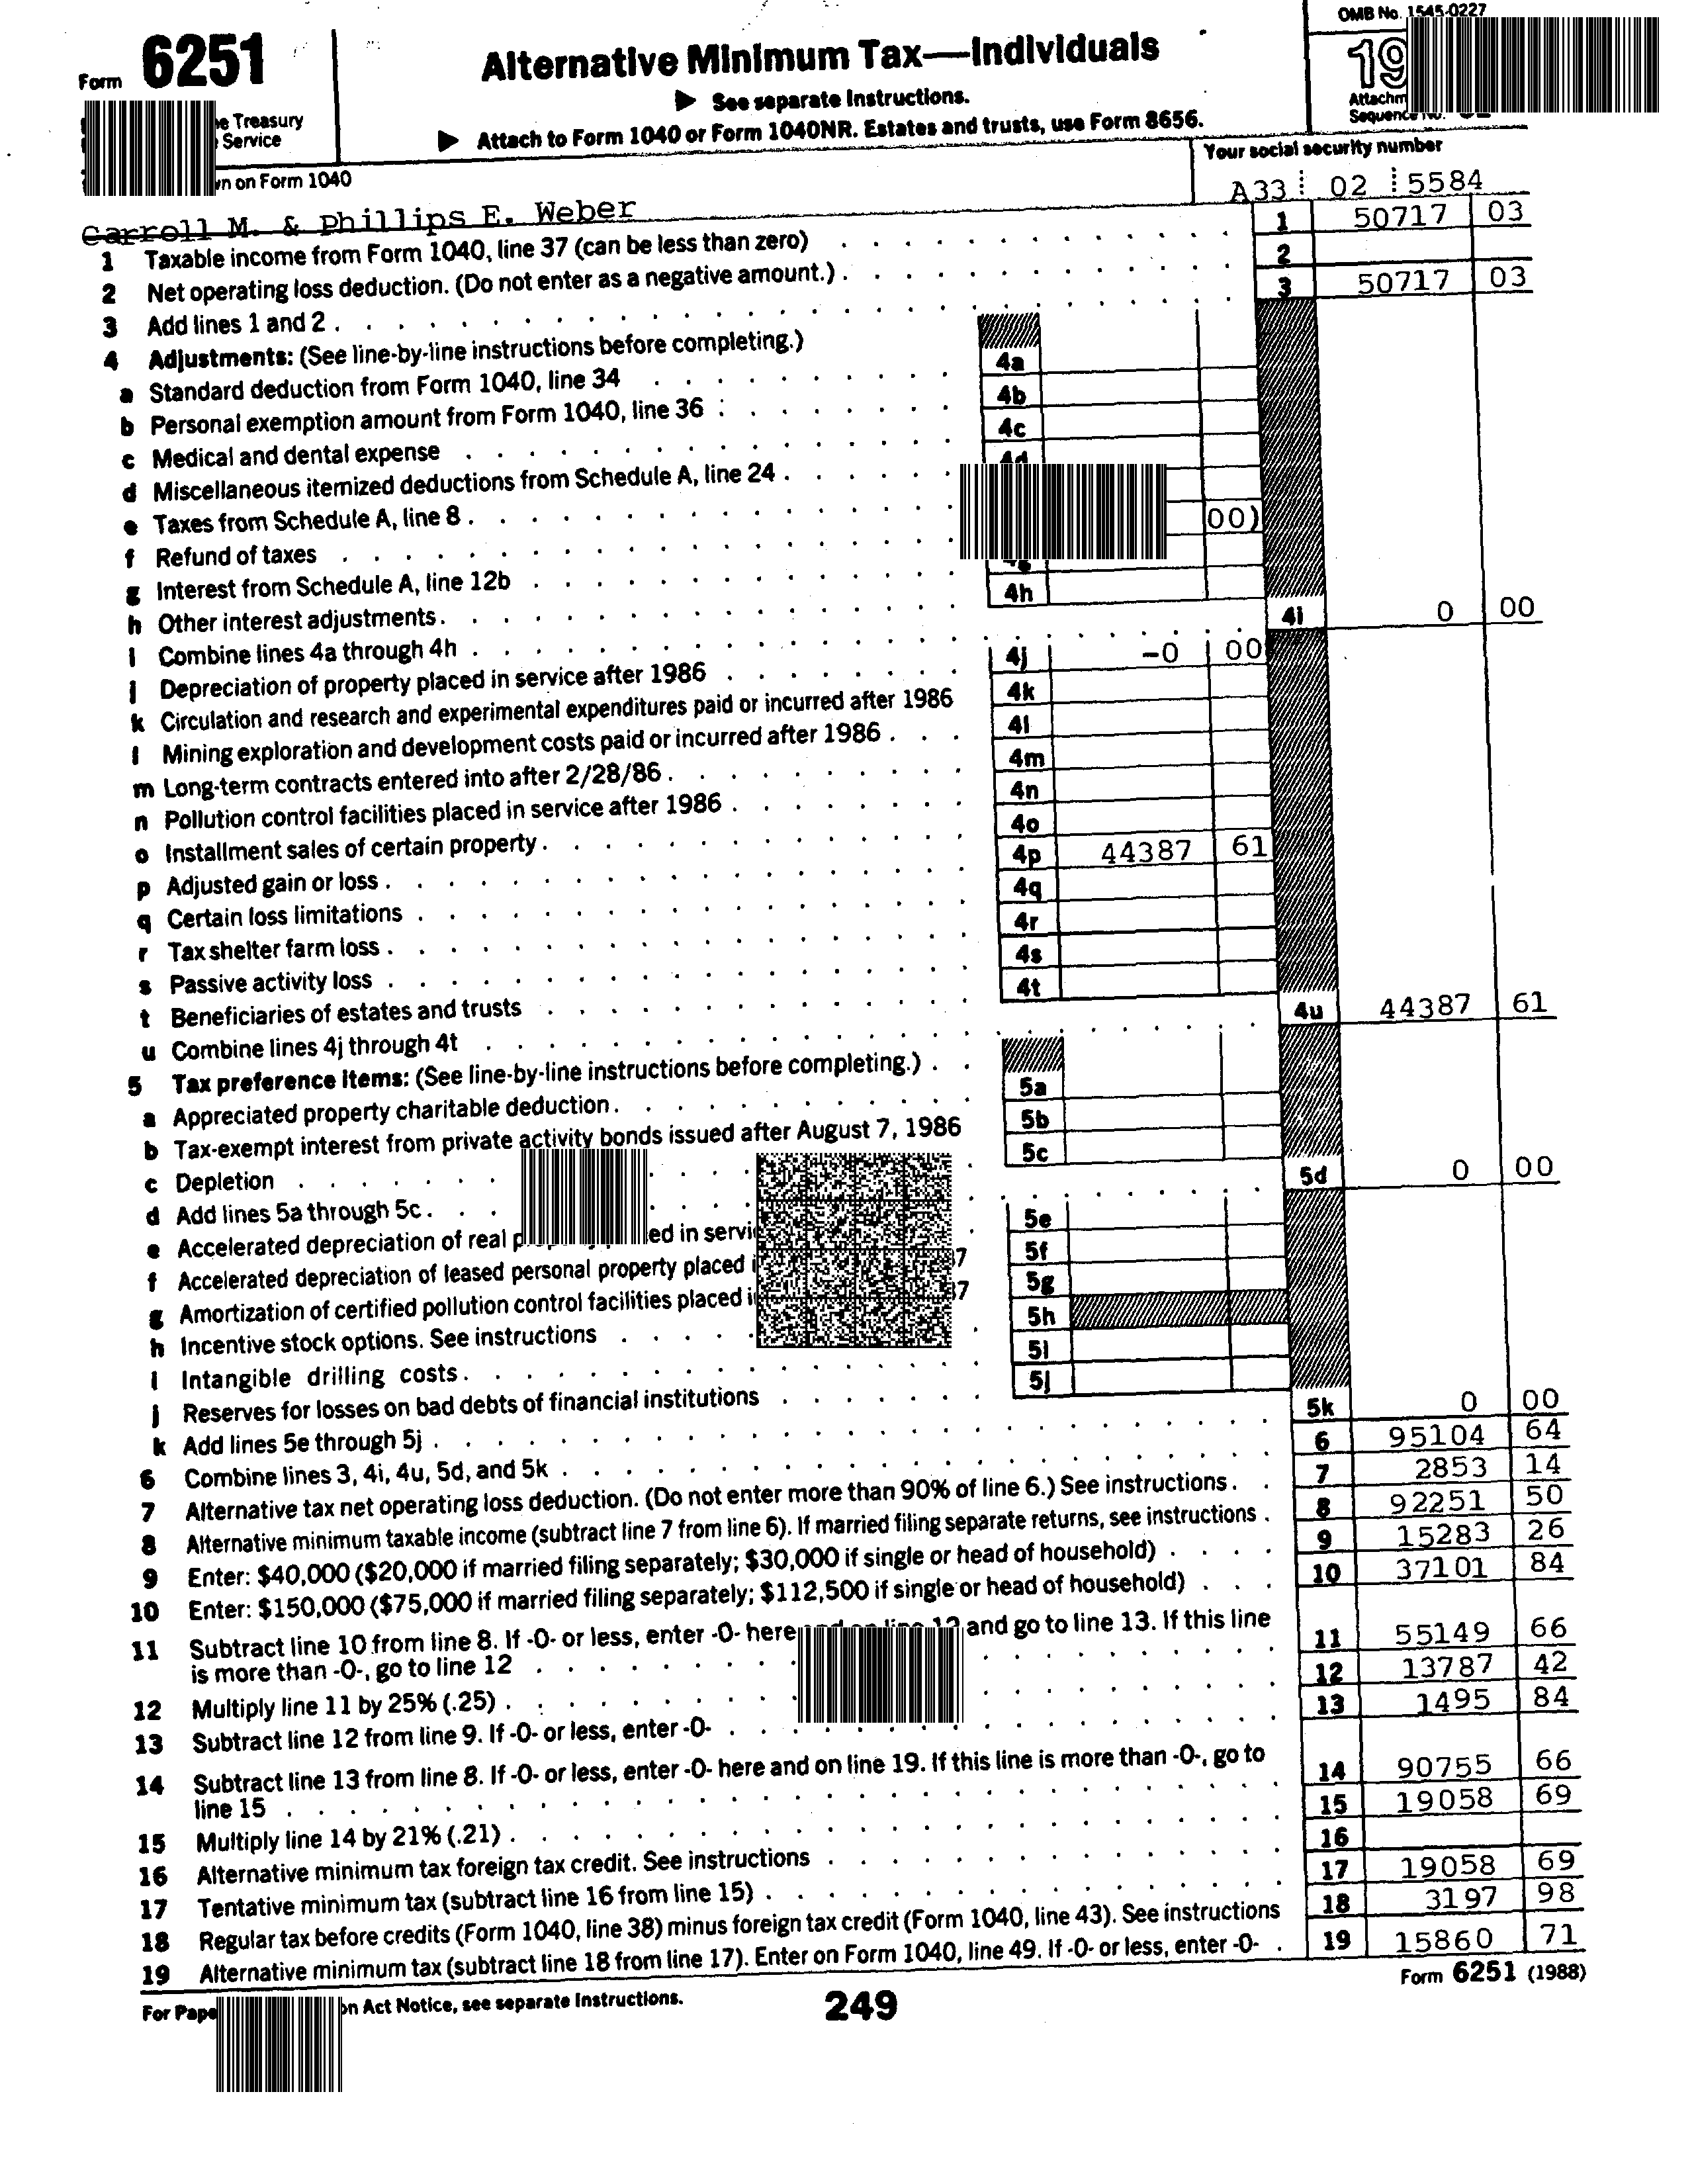 Form 6251
Alternative Minimum Tax—Individuals
▶ See separate Instructions.
▶ Attach to Form 1040 or Form 1040NR. Estates and trusts, use Form 8656.
OMB No. 1545-0227
19
Sequence
Treasury
Service
on Form 1040
Your social security number
Carroll M. & Phillips E. Weber
A33 02 5584
1 Taxable income from Form 1040, line 37 (can be less than zero) 1 50717 03
2 Net operating loss deduction. (Do not enter as a negative amount.) 2
3 Add lines 1 and 2 3 50717 03
4 Adjustments: (See line-by-line instructions before completing.)
a Standard deduction from Form 1040, line 34 4a
b Personal exemption amount from Form 1040, line 36 4b
c Medical and dental expense 4c
d Miscellaneous itemized deductions from Schedule A, line 24 4d
e Taxes from Schedule A, line 8
f Refund of taxes 00)
g Interest from Schedule A, line 12b
h Other interest adjustments 4h
i Combine lines 4a through 4h 4i 0 00
j Depreciation of property placed in service after 1986 4j -0 00
k Circulation and research and experimental expenditures paid or incurred after 1986 4k
l Mining exploration and development costs paid or incurred after 1986 4l
m Long-term contracts entered into after 2/28/86 4m
n Pollution control facilities placed in service after 1986 4n
o Installment sales of certain property 4o
p Adjusted gain or loss 4p 44387 61
q Certain loss limitations 4q
r Tax shelter farm loss 4r
s Passive activity loss 4s
t Beneficiaries of estates and trusts 4t
u Combine lines 4j through 4t 4u 44387 61
5 Tax preference items: (See line-by-line instructions before completing.)
a Appreciated property charitable deduction 5a
b Tax-exempt interest from private activity bonds issued after August 7, 1986 5b
c Depletion 5c
d Add lines 5a through 5c 5d 0 00
e Accelerated depreciation of real in 5e
f Accelerated depreciation of leased personal property placed 5f
g Amortization of certified pollution control facilities placed 5g
h Incentive stock options. See instructions 5h
i Intangible drilling costs 5i
j Reserves for losses on bad debts of financial institutions 5j
k Add lines 5e through 5j 5k 0 00
6 Combine lines 3, 4i, 4u, 5d, and 5k 6 95104 64
7 Alternative tax net operating loss deduction. (Do not enter more than 90% of line 6.) See instructions. 7 2853 14
8 Alternative minimum taxable income (subtract line 7 from line 6). If married filing separate returns, see instructions 8 92251 50
9 Enter: $40,000 ($20,000 if married filing separately; $30,000 if single or head of household) 9 15283 26
10 Enter: $150,000 ($75,000 if married filing separately; $112,500 if single or head of household) 10 37101 84
11 Subtract line 10 from line 8. If -0- or less, enter -0- here and on line 12 and go to line 13. If this line
is more than -0-, go to line 12 11 55149 66
12 Multiply line 11 by 25% (.25) 12 13787 42
13 Subtract line 12 from line 9. If -0- or less, enter -0- 13 1495 84
14 Subtract line 13 from line 8. If -0- or less, enter -0- here and on line 19. If this line is more than -0-, go to
line 15 14 90755 66
15 Multiply line 14 by 21% (.21) 15 19058 69
16 Alternative minimum tax foreign tax credit. See instructions 16
17 Tentative minimum tax (subtract line 16 from line 15) 17 19058 69
18 Regular tax before credits (Form 1040, line 38) minus foreign tax credit (Form 1040, line 43). See instructions 18 3197 98
19 Alternative minimum tax (subtract line 18 from line 17). Enter on Form 1040, line 49. If -0- or less, enter -0- 19 15860 71
For Act Notice, see separate Instructions.
249
Form 6251 (1988)